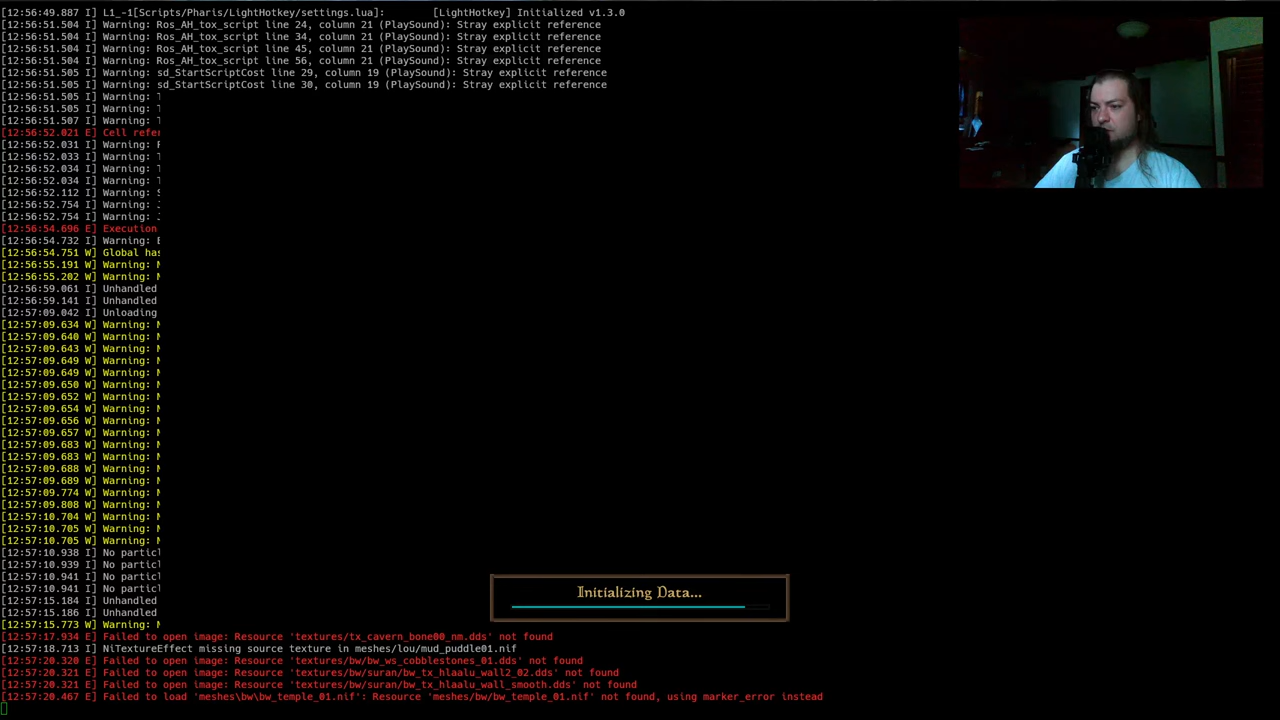 [12:56:49.887 I] L1_-1[Scripts/Pharis/LightHotkey/settings.lua]:        [LightHotkey] Initialized v1.3.0
[12:56:51.504 I] Warning: Ros_AH_tox_script line 24, column 21 (PlaySound): Stray explicit reference
[12:56:51.504 I] Warning: Ros_AH_tox_script line 34, column 21 (PlaySound): Stray explicit reference
[12:56:51.504 I] Warning: Ros_AH_tox_script line 45, column 21 (PlaySound): Stray explicit reference
[12:56:51.504 I] Warning: Ros_AH_tox_script line 56, column 21 (PlaySound): Stray explicit reference
[12:56:51.505 I] Warning: sd_StartScriptCost line 29, column 19 (PlaySound): Stray explicit reference
[12:56:51.505 I] Warning: sd_StartScriptCost line 30, column 19 (PlaySound): Stray explicit reference
[12:56:51.505 I] Warning:
[12:56:51.505 I] Warning:
[12:56:51.507 I] Warning:
[12:56:52.021 E] Cell refer
[12:56:52.031 I] Warning:
[12:56:52.033 I] Warning:
[12:56:52.034 I] Warning:
[12:56:52.034 I] Warning:
[12:56:52.112 I] Warning:
[12:56:52.754 I] Warning:
[12:56:52.754 I] Warning:
[12:56:54.696 E] Execution
[12:56:54.732 I] Warning:
[12:56:54.751 W] Global has
[12:56:55.191 W] Warning:
[12:56:55.202 W] Warning:
[12:56:59.061 I] Unhandled
[12:56:59.141 I] Unhandled
[12:57:09.042 I] Unloading
[12:57:09.634 W] Warning:
[12:57:09.640 W] Warning:
[12:57:09.643 W] Warning:
[12:57:09.649 W] Warning:
[12:57:09.649 W] Warning:
[12:57:09.650 W] Warning:
[12:57:09.652 W] Warning:
[12:57:09.654 W] Warning:
[12:57:09.656 W] Warning:
[12:57:09.657 W] Warning:
[12:57:09.683 W] Warning:
[12:57:09.683 W] Warning:
[12:57:09.688 W] Warning:
[12:57:09.689 W] Warning:
[12:57:09.774 W] Warning:
[12:57:09.808 W] Warning:
[12:57:10.704 W] Warning:
[12:57:10.705 W] Warning:
[12:57:10.705 W] Warning:
[12:57:10.938 I] No particl
[12:57:10.939 I] No particl
[12:57:10.941 I] No particl
[12:57:10.941 I] No particl
[12:57:15.184 I] Unhandled
[12:57:15.186 I] Unhandled
[12:57:15.773 W] Warning:
Initializing Data...
[12:57:17.934 E] Failed to open image: Resource 'textures/tx_cavern_bone00_nm.dds' not found
[12:57:18.713 I] NiTextureEffect missing source texture in meshes/lou/mud_puddle01.nif
[12:57:20.320 E] Failed to open image: Resource 'textures/bw/bw_ws_cobblestones_01.dds' not found
[12:57:20.321 E] Failed to open image: Resource 'textures/bw/suran/bw_tx_hlaalu_wall2_02.dds' not found
[12:57:20.321 E] Failed to open image: Resource 'textures/bw/suran/bw_tx_hlaalu_wall_smooth.dds' not found
[12:57:20.467 E] Failed to load 'meshes\bw\bw_temple_01.nif': Resource 'meshes/bw/bw_temple_01.nif' not found, using marker_error instead